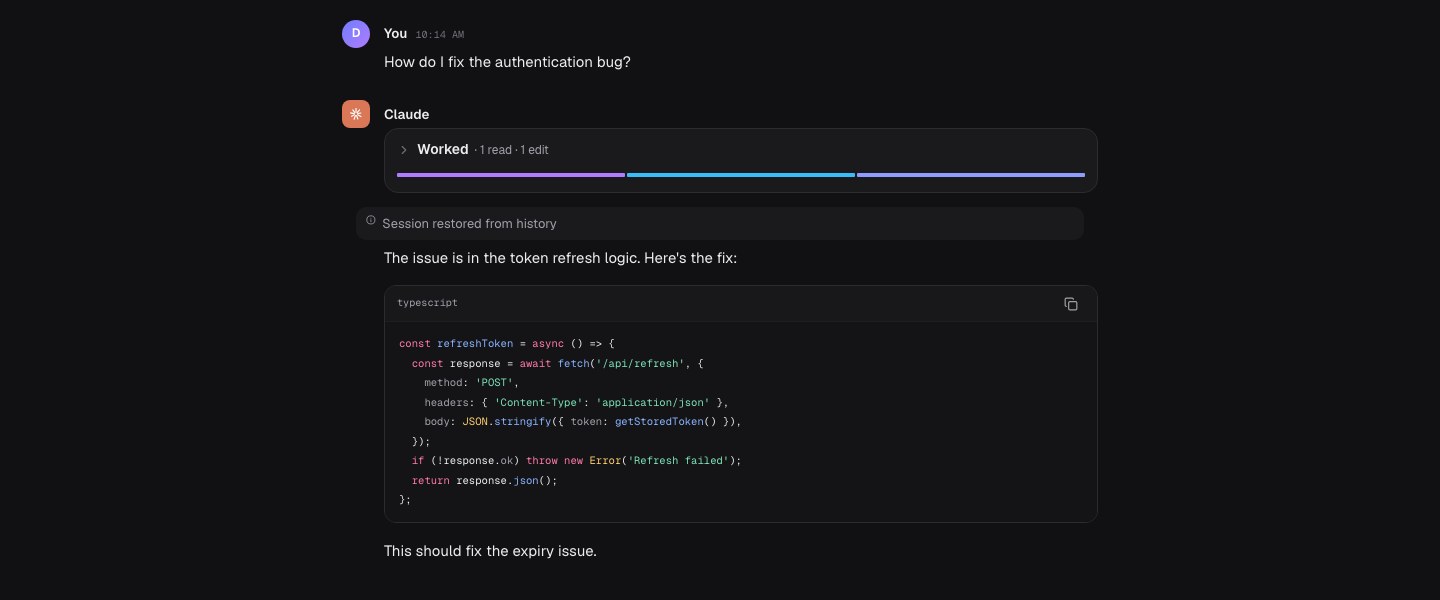 D
You 10:14 AM
How do I fix the authentication bug?
Claude
Worked · 1 read · 1 edit
Session restored from history
The issue is in the token refresh logic. Here's the fix:
typescript
const refreshToken = async () => {
  const response = await fetch('/api/refresh', {
    method: 'POST',
    headers: { 'Content-Type': 'application/json' },
    body: JSON.stringify({ token: getStoredToken() }),
  });
  if (!response.ok) throw new Error('Refresh failed');
  return response.json();
};
This should fix the expiry issue.